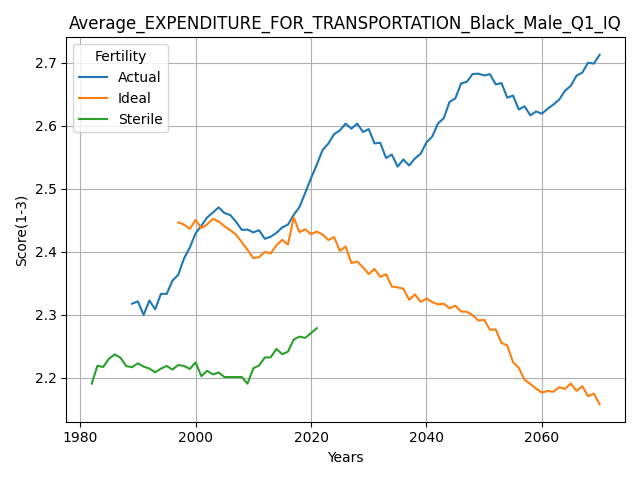 Average_EXPENDITURE_FOR_TRANSPORTATION_Black_Male_Q1_IQ
Fertility
Actual
Ideal
Sterile
Score(1-3)
2.7
2.6
2.5
2.4
2.3
2.2
1980
2000
2020
2040
2060
Years